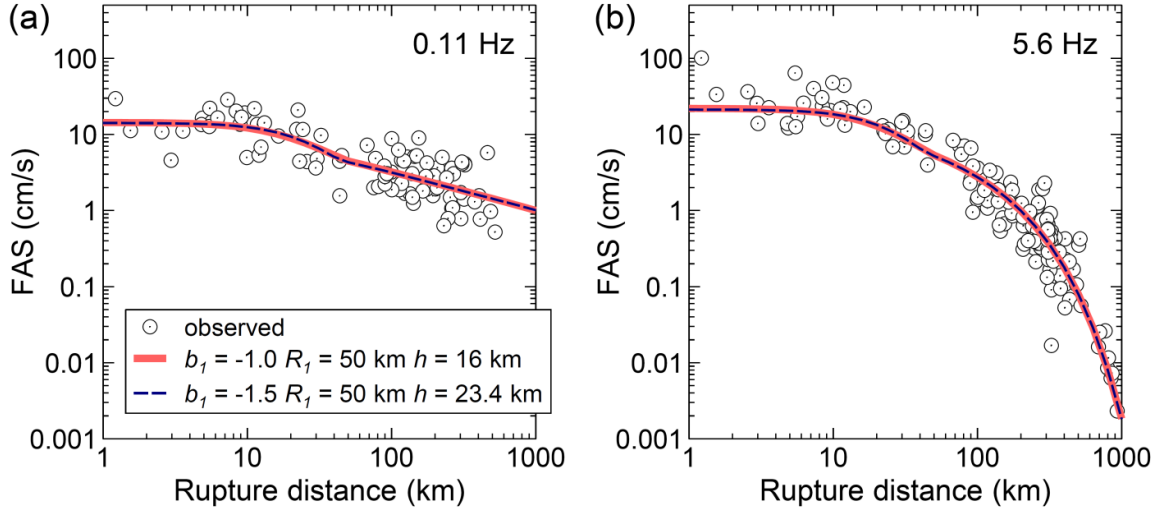 (a)
0.11 Hz
FAS (cm/s)
100
10
1
0.1
0.01
0.001
observed
b₁ = -1.0 R₁ = 50 km h = 16 km
b₁ = -1.5 R₁ = 50 km h = 23.4 km
1 10 100 1000
Rupture distance (km)
(b)
5.6 Hz
FAS (cm/s)
100
10
1
0.1
0.01
0.001
1 10 100 1000
Rupture distance (km)